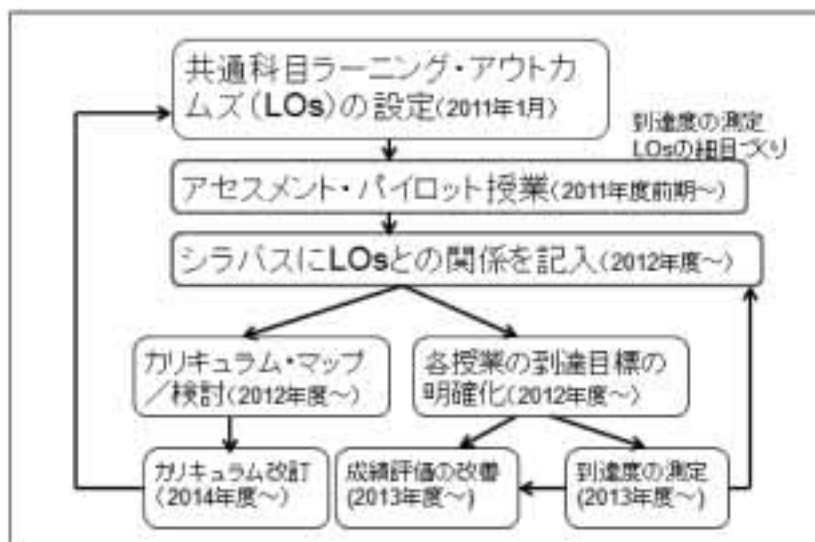 共通科目ラーニング・アウトカ
ムズ(LOs)の設定(2011年1月)
到達度の測定
LOsの細目づくり
アセスメント・パイロット授業(2011年度前期～)
シラバスにLOsとの関係を記入(2012年度～)
カリキュラム・マップ
／検討(2012年度～)
各授業の到達目標の
明確化(2012年度～)
カリキュラム改訂
(2014年度～)
成績評価の改善
(2013年度～)
到達度の測定
(2013年度～)